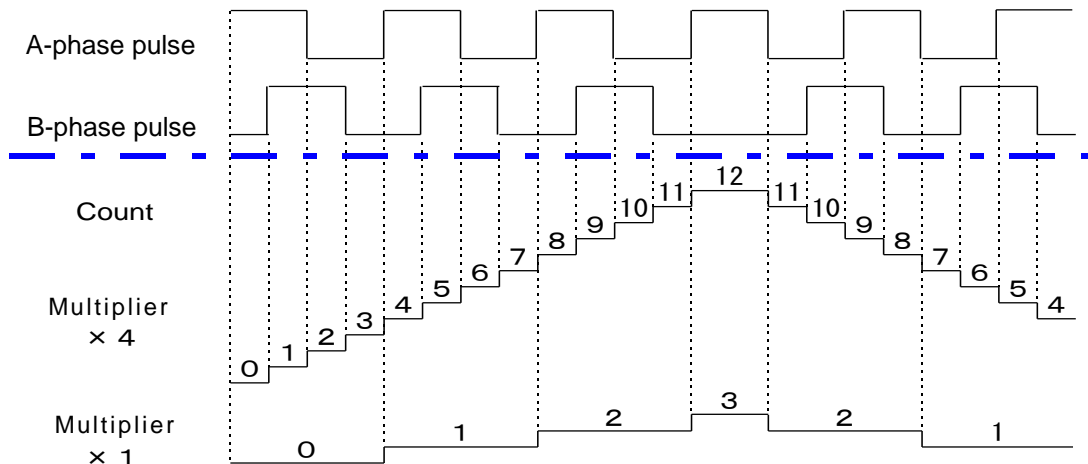 A-phase pulse
B-phase pulse
Count
12
11 11
10 10
9 9
8 8
7 7
6 6
5 5
4 4
Multiplier
× 4
3
2
1
0
Multiplier
× 1
0 1 2 3 2 1